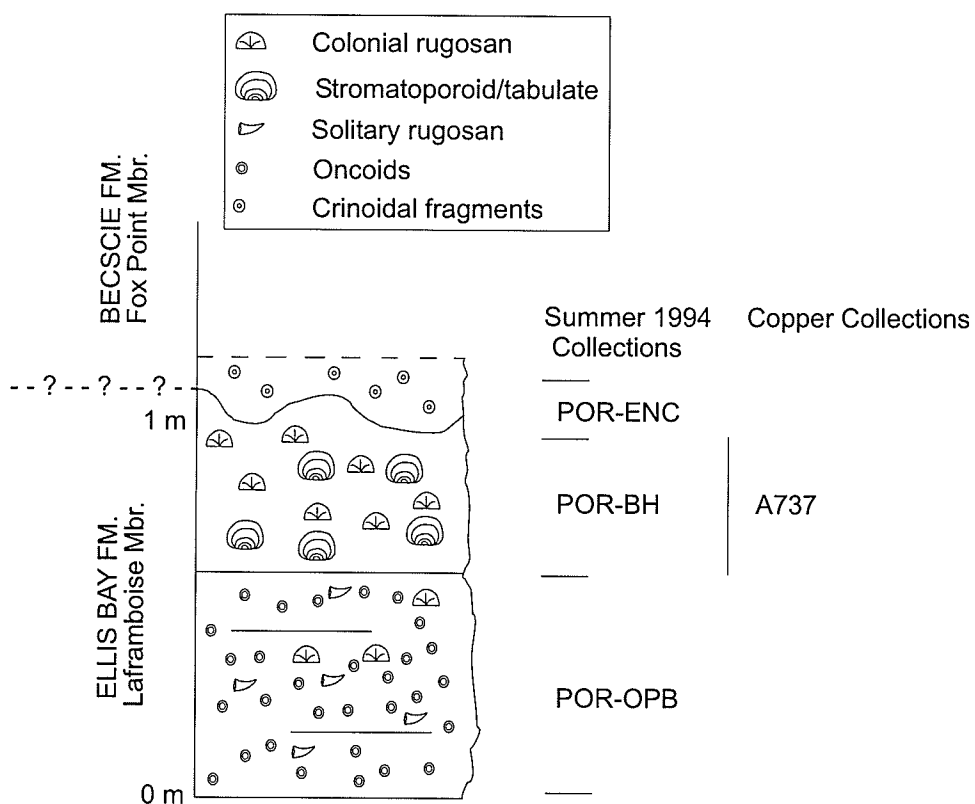 Colonial rugosan
Stromatoporoid/tabulate
Solitary rugosan
Oncoids
Crinoidal fragments
BECSCIE FM.
Fox Point Mbr.
Summer 1994
Collections
Copper Collections
- - ? - - ? - - ? -
1 m
POR-ENC
POR-BH
A737
ELLIS BAY FM.
Laframboise Mbr.
POR-OPB
0 m